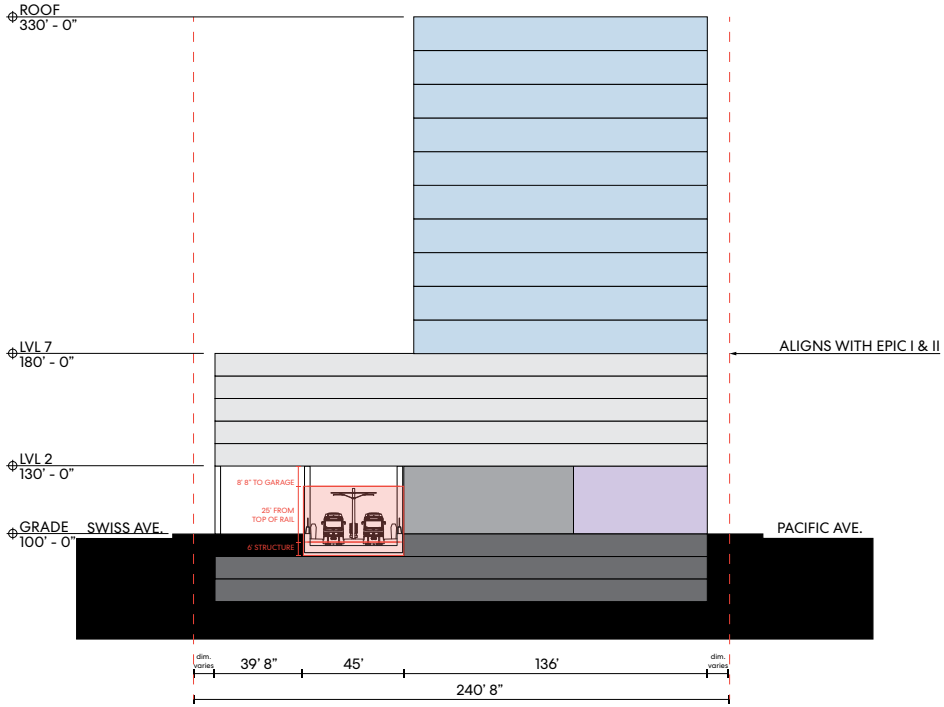 ROOF
330' - 0"
LVL 7
180' - 0"
ALIGNS WITH EPIC I & II
LVL 2
130' - 0"
8' 8" TO GARAGE
25' FROM
TOP OF RAIL
GRADE
SWISS AVE.
PACIFIC AVE.
100' - 0"
6' STRUCTURE
dim.
varies
39' 8"
45'
136'
dim.
varies
240' 8"